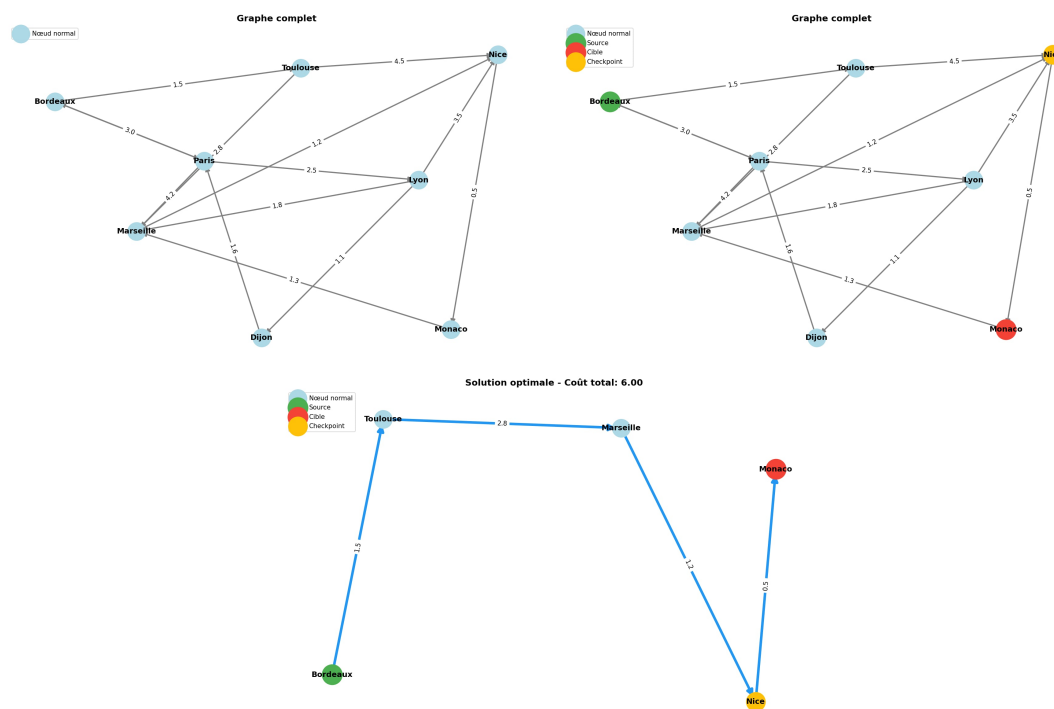 Graphe complet
Nœud normal
Nice
Toulouse
4.5
1.5
Bordeaux
3.0
2.8
1.2
3.5
Paris
2.5
Lyon
4.2
0.5
1.8
Marseille
1.6
1.1
1.3
Monaco
Dijon
Graphe complet
Nœud normal
Source
Cible
Checkpoint
Toulouse
4.5
1.5
Bordeaux
3.0
2.8
1.2
3.5
Paris
2.5
Lyon
4.2
0.5
1.8
Marseille
1.6
1.1
1.3
Monaco
Dijon
Solution optimale - Coût total: 6.00
Nœud normal
Source
Cible
Checkpoint
Toulouse
2.8
Marseille
Monaco
1.5
1.2
0.5
Bordeaux
Nice